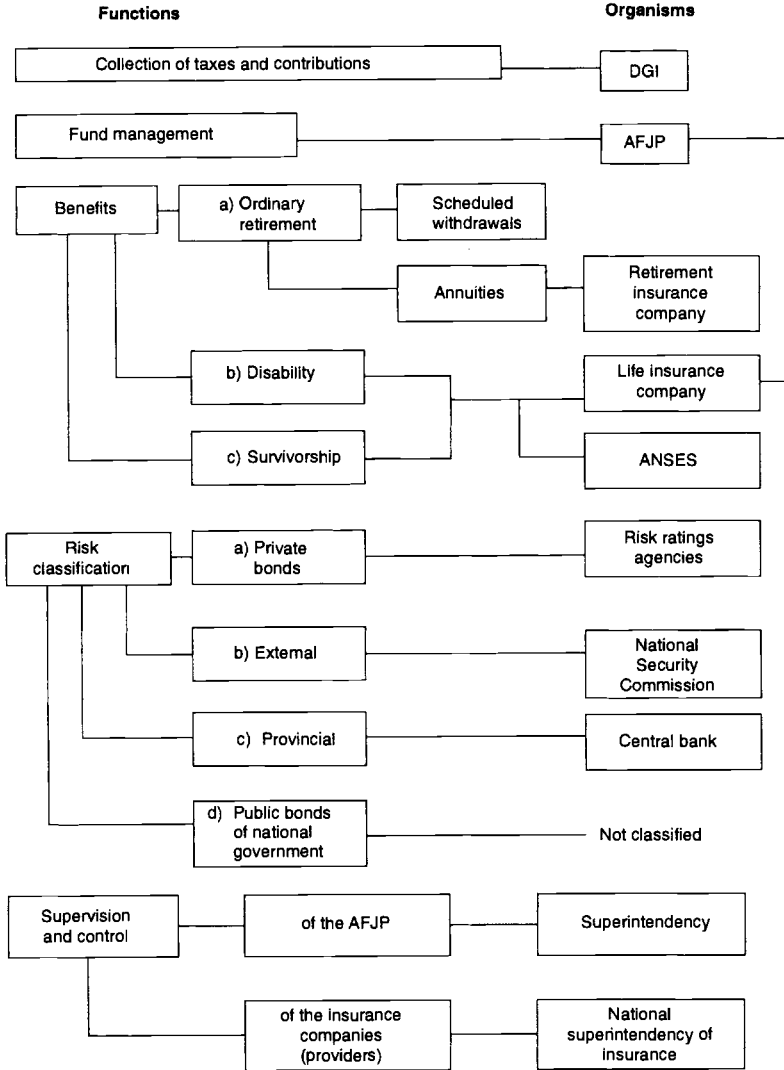 Functions
Organisms
Collection of taxes and contributions
DGI
Fund management
AFJP
Benefits
a) Ordinary
retirement
Scheduled
withdrawals
Annuities
Retirement
insurance
company
b) Disability
Life insurance
company
c) Survivorship
ANSES
Risk
classification
a) Private
bonds
Risk ratings
agencies
b) External
National
Security
Commission
c) Provincial
Central bank
d) Public bonds
of national
government
Not classified
Supervision
and control
of the AFJP
Superintendency
of the insurance
companies
(providers)
National
superintendency of
insurance